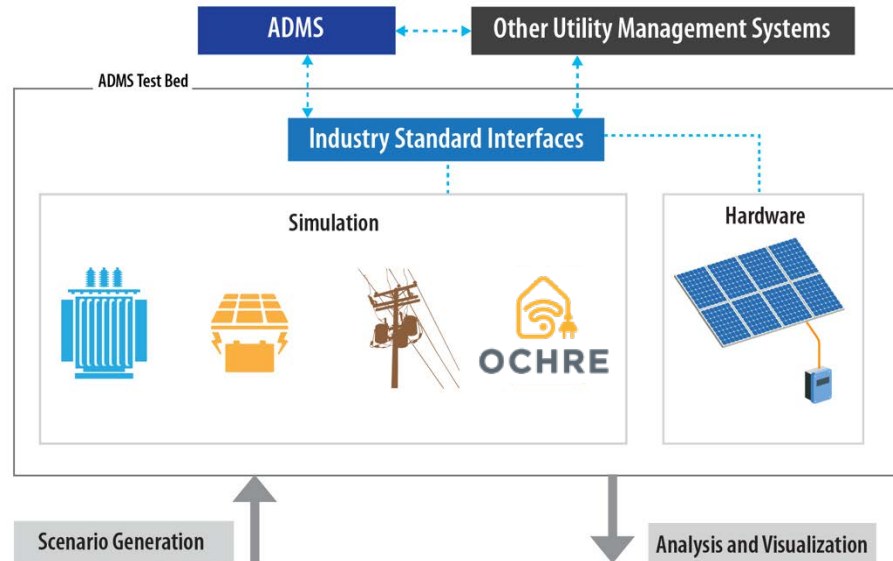 ADMS
Other Utility Management Systems
ADMS Test Bed
Industry Standard Interfaces
Simulation
Hardware
OCHRE
Scenario Generation
Analysis and Visualization